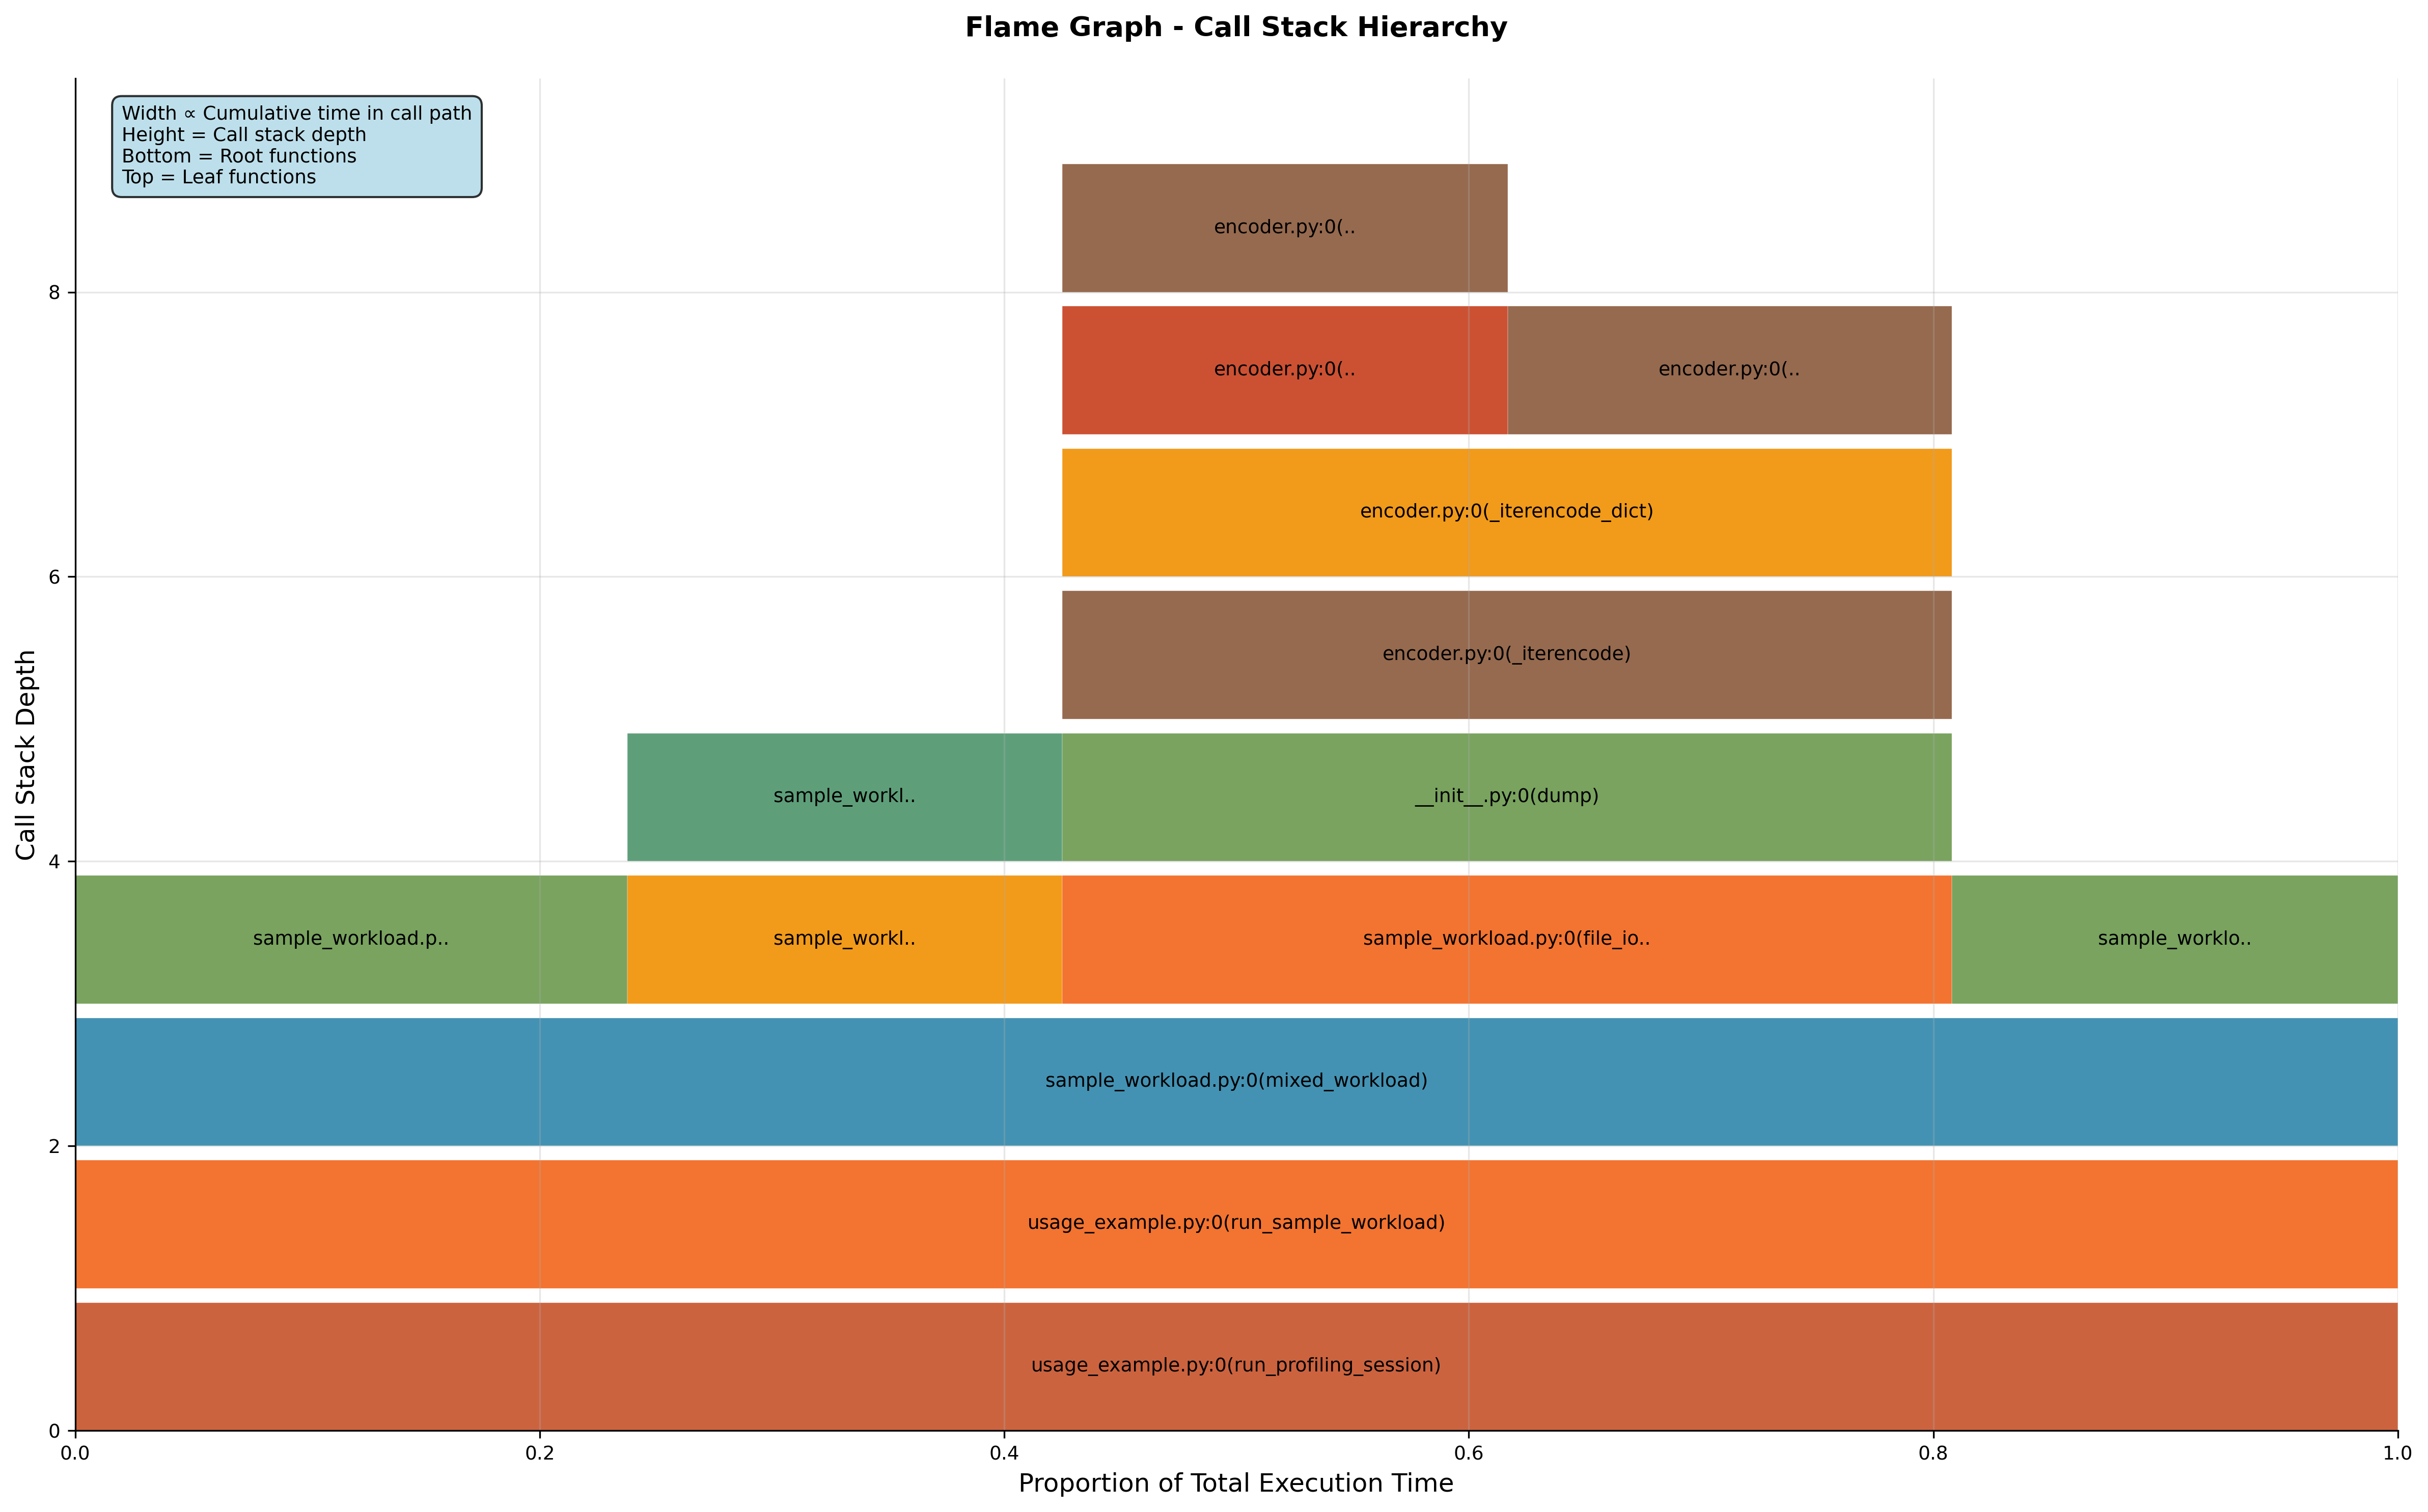 Flame Graph - Call Stack Hierarchy
Width ∝ Cumulative time in call path
Height = Call stack depth
Bottom = Root functions
Top = Leaf functions
encoder.py:0(..
8
encoder.py:0(..
encoder.py:0(..
encoder.py:0(_iterencode_dict)
6
encoder.py:0(_iterencode)
sample_workl..
__init__.py:0(dump)
Call Stack Depth
4
sample_workload.p..
sample_workl..
sample_workload.py:0(file_io..
sample_worklo..
sample_workload.py:0(mixed_workload)
2
usage_example.py:0(run_sample_workload)
usage_example.py:0(run_profiling_session)
0
0.0
0.2
0.4
0.6
0.8
1.0
Proportion of Total Execution Time